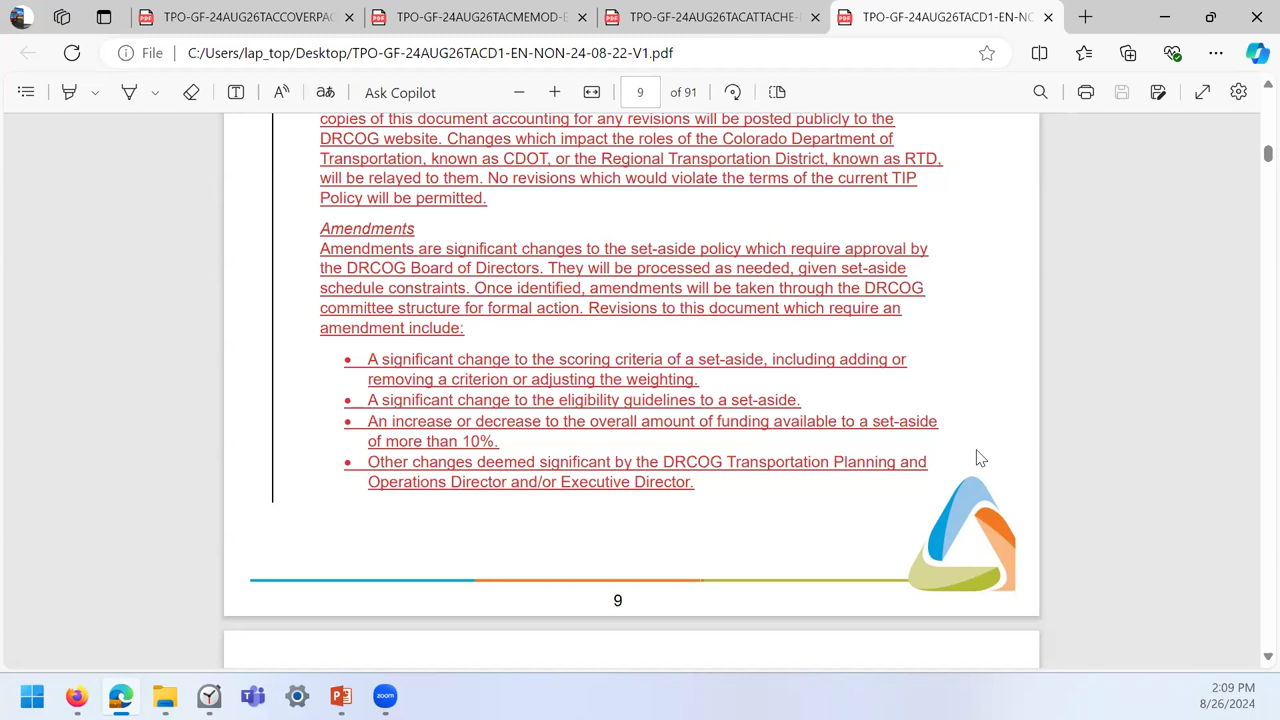 TPO-GF-24AUG26TACCOVERPAC
TPO-GF-24AUG26TACMEMOD-E
TPO-GF-24AUG26TACATTACHE-
TPO-GF-24AUG26TACD1-EN-NC
File
C:/Users/lap_top/Desktop/TPO-GF-24AUG26TACD1-EN-NON-24-08-22-V1.pdf
Ask Copilot
9 of 91
copies of this document accounting for any revisions will be posted publicly to the
DRCOG website. Changes which impact the roles of the Colorado Department of
Transportation, known as CDOT, or the Regional Transportation District, known as RTD,
will be relayed to them. No revisions which would violate the terms of the current TIP
Policy will be permitted.
Amendments
Amendments are significant changes to the set-aside policy which require approval by
the DRCOG Board of Directors. They will be processed as needed, given set-aside
schedule constraints. Once identified, amendments will be taken through the DRCOG
committee structure for formal action. Revisions to this document which require an
amendment include:
• A significant change to the scoring criteria of a set-aside, including adding or
removing a criterion or adjusting the weighting.
• A significant change to the eligibility guidelines to a set-aside.
• An increase or decrease to the overall amount of funding available to a set-aside
of more than 10%.
• Other changes deemed significant by the DRCOG Transportation Planning and
Operations Director and/or Executive Director.
9
zoom
2:09 PM
8/26/2024